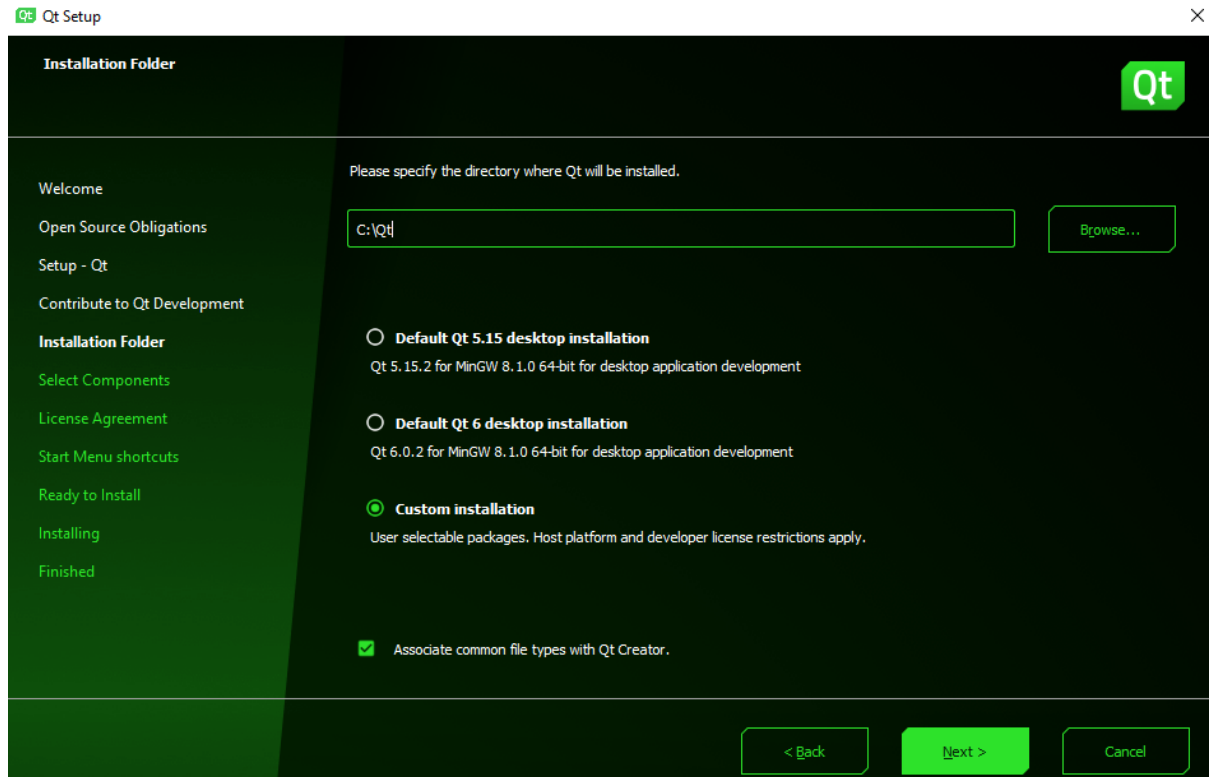 Qt Qt Setup
Installation Folder
Qt
Please specify the directory where Qt will be installed.
C:\Qt
Browse...
Welcome
Open Source Obligations
Setup - Qt
Contribute to Qt Development
Installation Folder
Select Components
License Agreement
Start Menu shortcuts
Ready to Install
Installing
Finished
Default Qt 5.15 desktop installation
Qt 5.15.2 for MinGW 8.1.0 64-bit for desktop application development
Default Qt 6 desktop installation
Qt 6.0.2 for MinGW 8.1.0 64-bit for desktop application development
Custom installation
User selectable packages. Host platform and developer license restrictions apply.
Associate common file types with Qt Creator.
< Back
Next >
Cancel